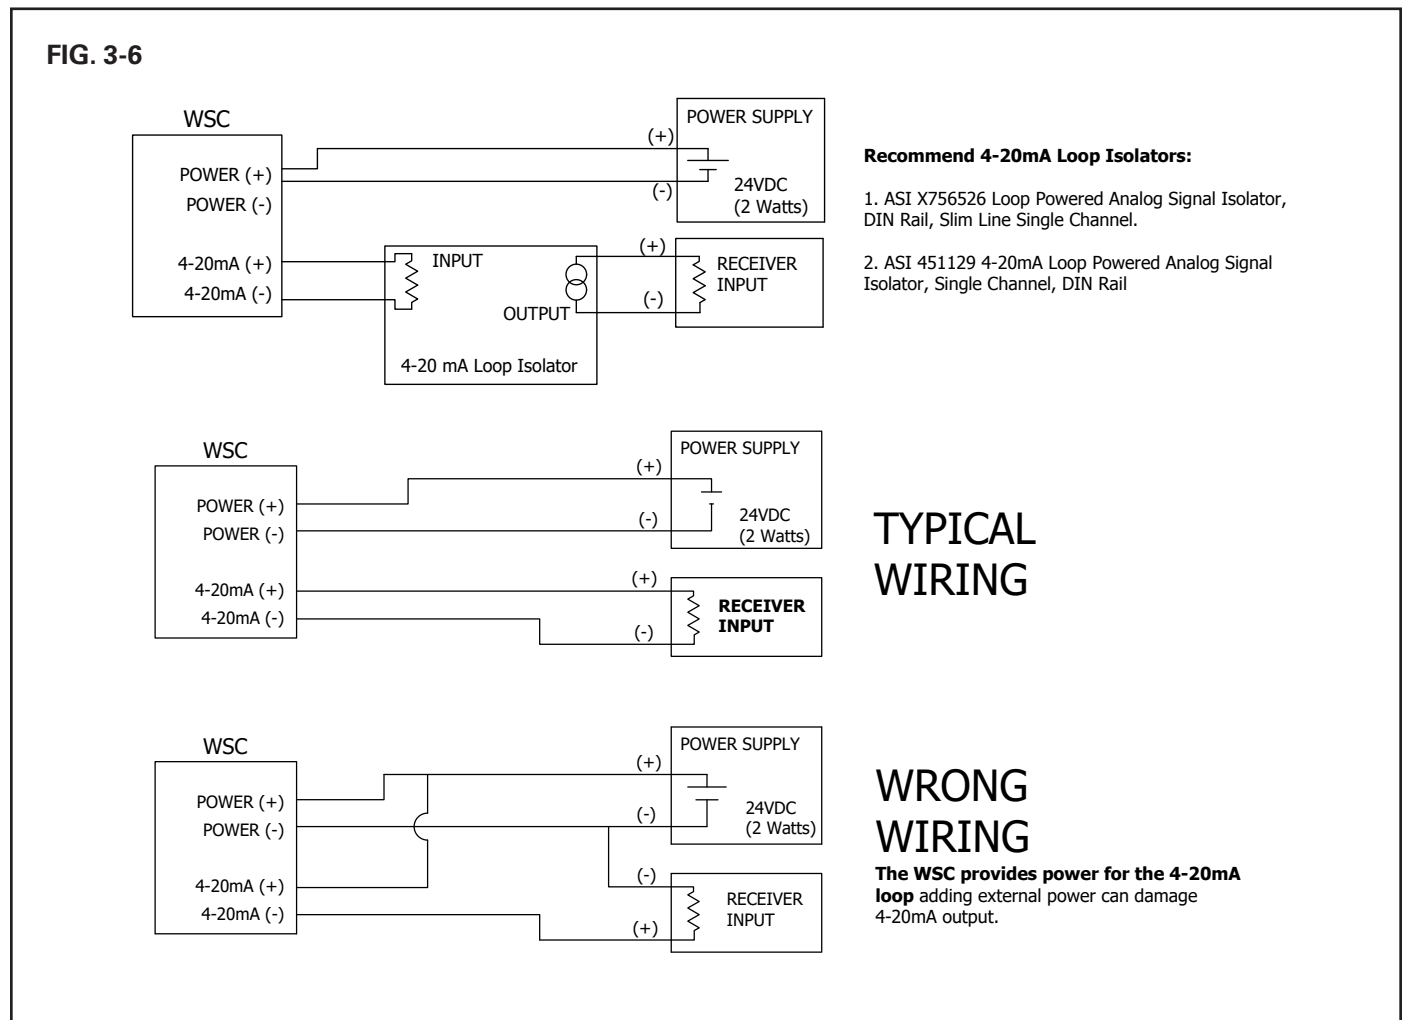 FIG. 3-6
WSC
POWER (+)
POWER (-)
4-20mA (+)
4-20mA (-)
(+)
(-)
POWER SUPPLY
24VDC
(2 Watts)
INPUT
OUTPUT
4-20 mA Loop Isolator
(+)
(-)
RECEIVER
INPUT
Recommend 4-20mA Loop Isolators:
1. ASI X756526 Loop Powered Analog Signal Isolator,
DIN Rail, Slim Line Single Channel.
2. ASI 451129 4-20mA Loop Powered Analog Signal
Isolator, Single Channel, DIN Rail
WSC
POWER (+)
POWER (-)
4-20mA (+)
4-20mA (-)
(+)
(-)
POWER SUPPLY
24VDC
(2 Watts)
(+)
(-)
RECEIVER
INPUT
TYPICAL
WIRING
WSC
POWER (+)
POWER (-)
4-20mA (+)
4-20mA (-)
(+)
(-)
POWER SUPPLY
24VDC
(2 Watts)
(-)
(+)
RECEIVER
INPUT
WRONG
WIRING
The WSC provides power for the 4-20mA
loop adding external power can damage
4-20mA output.